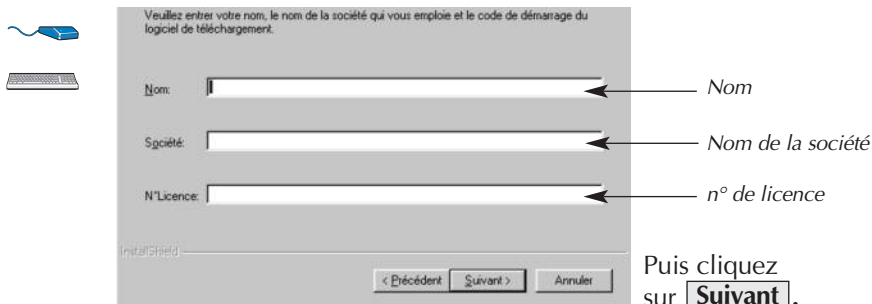 Veuillez entrer votre nom, le nom de la société qui vous emploie et le code de démarrage du
logiciel de téléchargement.
Nom:
Nom
Société:
Nom de la société
N°Licence:
n° de licence
InstallShield
< Précédent
Suivant >
Annuler
Puis cliquez
sur Suivant.